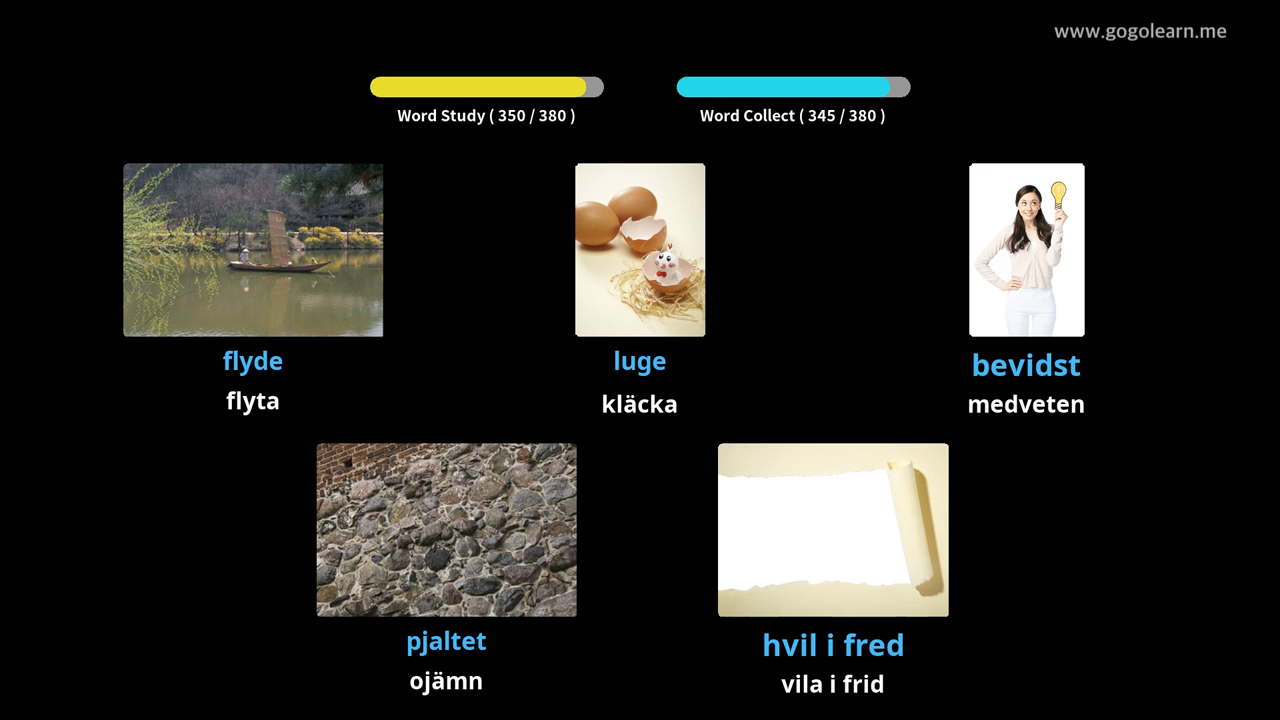 www.gogolearn.me
Word Study ( 350 / 380 )
Word Collect ( 345 / 380 )
flyde
flyta
luge
kläcka
bevidst
medveten
pjaltet
ojämn
hvil i fred
vila i frid